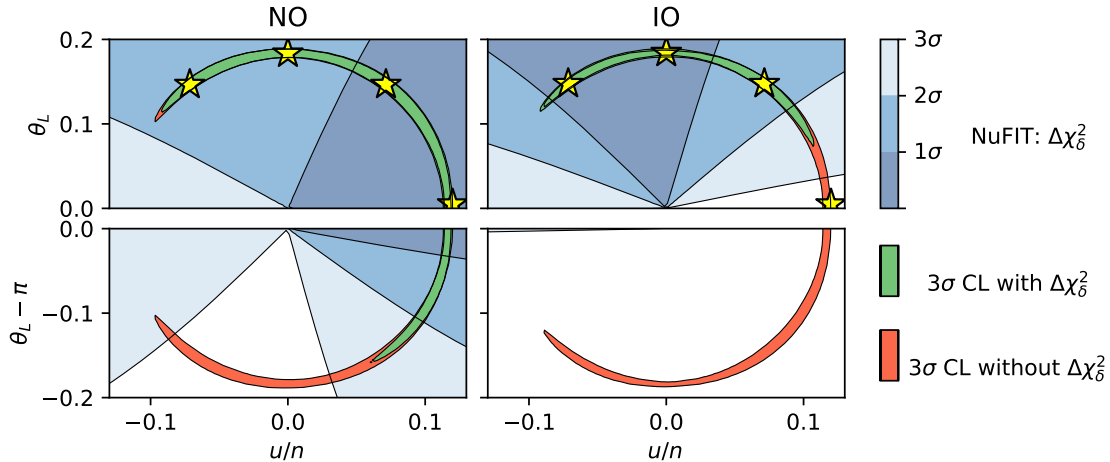 NO
IO
0.2
0.1
0.0
θ_L
3σ
2σ
1σ
NuFIT: Δχ²_δ
0.0
−0.1
−0.2
θ_L − π
−0.1
0.0
0.1
u/n
−0.1
0.0
0.1
u/n
3σ CL with Δχ²_δ
3σ CL without Δχ²_δ